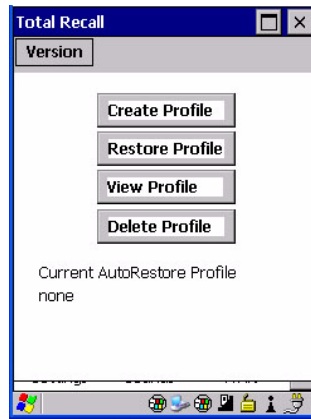 Total Recall
Version
Create Profile
Restore Profile
View Profile
Delete Profile
Current AutoRestore Profile
none